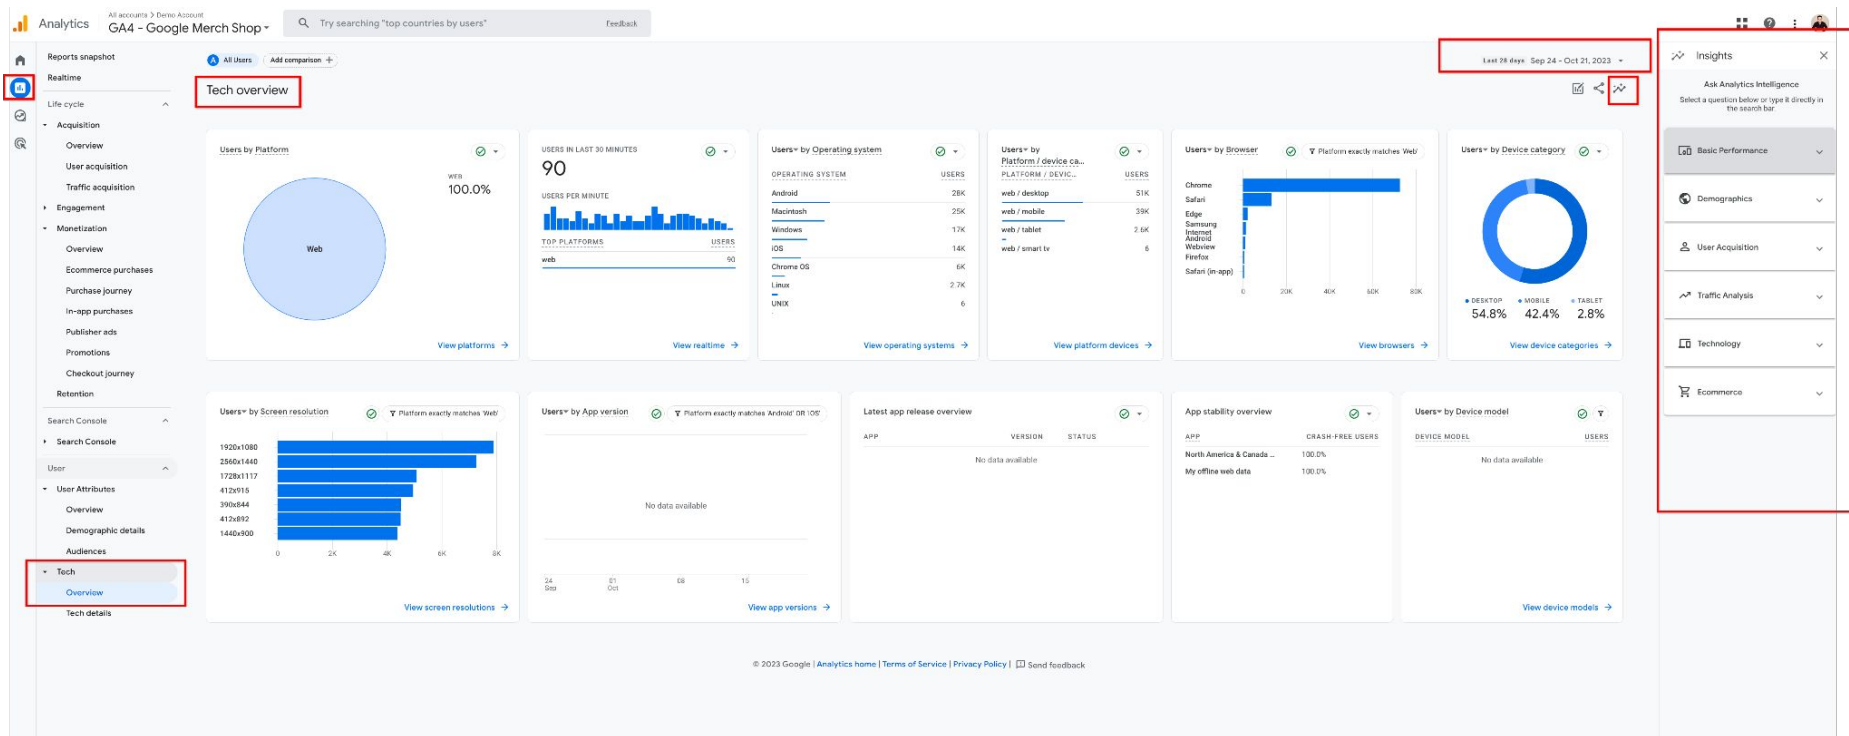 All accounts > Demo Account
Analytics
GA4 - Google Merch Shop
Try searching "top countries by users"
Feedback
Reports snapshot
Realtime
Life cycle
Acquisition
Overview
User acquisition
Traffic acquisition
Engagement
Monetization
Overview
Ecommerce purchases
Purchase journey
In-app purchases
Publisher ads
Promotions
Checkout journey
Retention
Search Console
Search Console
User
User Attributes
Overview
Demographic details
Audiences
Tech
Overview
Tech details
A All Users
Add comparison +
Last 28 days Sep 24 - Oct 21, 2023
Tech overview
Users by Platform
WEB
100.0%
Web
View platforms
USERS IN LAST 30 MINUTES
90
USERS PER MINUTE
TOP PLATFORMS USERS
web 90
View realtime
Users by Operating system
OPERATING SYSTEM USERS
Android 28K
Macintosh 25K
Windows 17K
iOS 14K
Chrome OS 6K
Linux 2.7K
UNIX 6
View operating systems
Users by
Platform / device ca...
PLATFORM / DEVIC... USERS
web / desktop 51K
web / mobile 39K
web / tablet 2.6K
web / smart tv 6
View platform devices
Users by Browser
Platform exactly matches 'Web'
Chrome
Safari
Edge
Samsung
Internet
Android
Webview
Firefox
Safari (in-app)
0 20K 40K 60K 80K
View browsers
Users by Device category
DESKTOP MOBILE TABLET
54.8% 42.4% 2.8%
View device categories
Users by Screen resolution
Platform exactly matches 'Web'
1920x1080
2560x1440
1728x1117
412x915
390x844
412x892
1440x900
0 2K 4K 6K 8K
View screen resolutions
Users by App version
Platform exactly matches 'Android' OR 'iOS'
No data available
24 01 08 15
Sep Oct
View app versions
Latest app release overview
APP VERSION STATUS
No data available
App stability overview
APP CRASH-FREE USERS
North America & Canada ... 100.0%
My offline web data 100.0%
Users by Device model
DEVICE MODEL USERS
No data available
View device models
Insights
Ask Analytics Intelligence
Select a question below or type it directly in
the search bar.
Basic Performance
Demographics
User Acquisition
Traffic Analysis
Technology
Ecommerce
© 2023 Google | Analytics home | Terms of Service | Privacy Policy | Send feedback